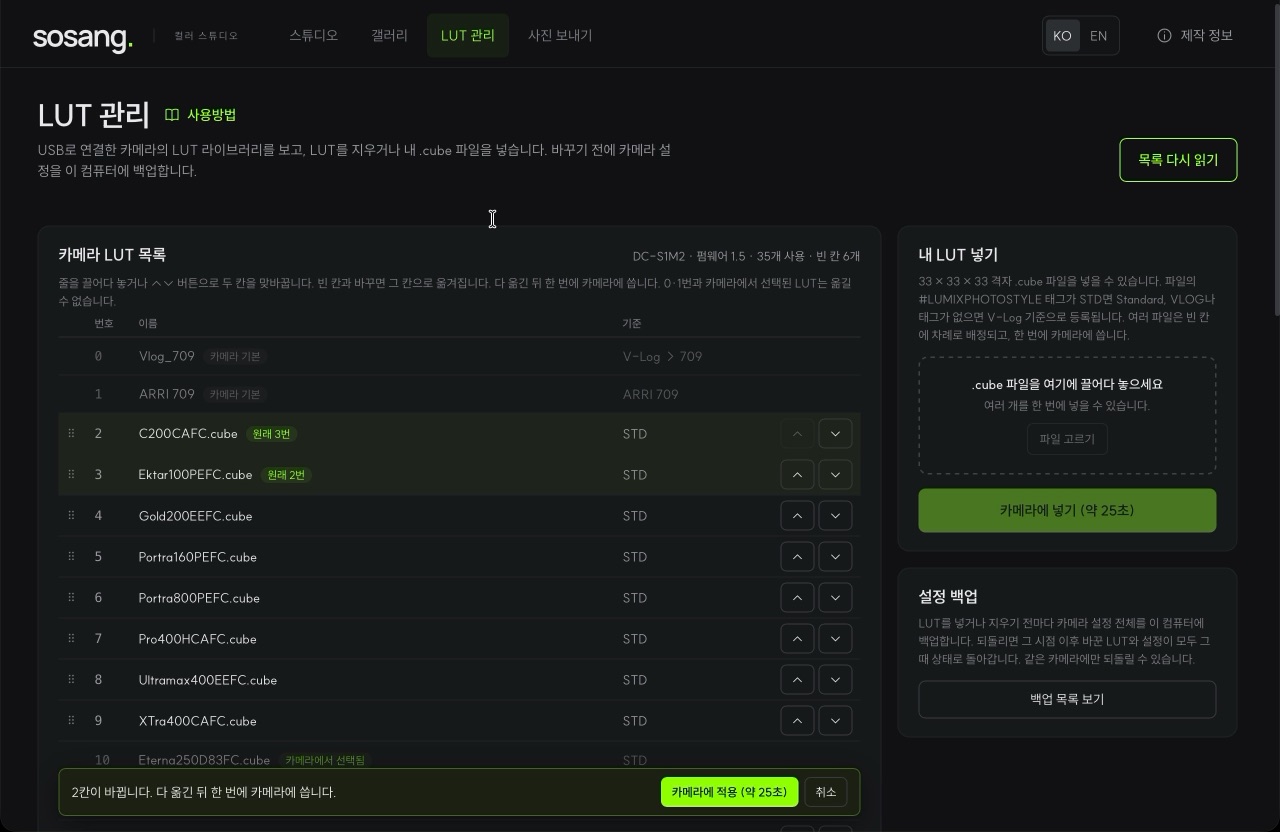 sosang.
컬러 스튜디오
스튜디오
갤러리
LUT 관리
사진 보내기
KO EN
제작 정보
LUT 관리
사용방법
USB로 연결한 카메라의 LUT 라이브러리를 보고, LUT를 지우거나 내 .cube 파일을 넣습니다. 바꾸기 전에 카메라 설
정을 이 컴퓨터에 백업합니다.
목록 다시 읽기
카메라 LUT 목록
DC-S1M2 · 펌웨어 1.5 · 35개 사용 · 빈 칸 6개
줄을 끌어다 놓거나 버튼으로 두 칸을 맞바꿉니다. 빈 칸과 바꾸면 그 칸으로 옮겨집니다. 다 옮긴 뒤 한 번에 카메라에 씁니다. 0·1번과 카메라에서 선택된 LUT는 옮길
수 없습니다.
번호 이름 기준
0 Vlog_709 카메라 기본 V-Log > 709
1 ARRI 709 카메라 기본 ARRI 709
2 C200CAFC.cube 원래 3번 STD
3 Ektar100PEFC.cube 원래 2번 STD
4 Gold200EEFC.cube STD
5 Portra160PEFC.cube STD
6 Portra800PEFC.cube STD
7 Pro400HCAFC.cube STD
8 Ultramax400EEFC.cube STD
9 XTra400CAFC.cube STD
10 Eterna250D83FC.cube 카메라에서 선택됨 STD
2칸이 바뀝니다. 다 옮긴 뒤 한 번에 카메라에 씁니다.
카메라에 적용 (약 25초)
취소
내 LUT 넣기
33 × 33 × 33 격자 .cube 파일을 넣을 수 있습니다. 파일의
#LUMIXPHOTOSTYLE 태그가 STD면 Standard, VLOG나
태그가 없으면 V-Log 기준으로 등록됩니다. 여러 파일은 빈 칸
에 차례로 배정되고, 한 번에 카메라에 씁니다.
.cube 파일을 여기에 끌어다 놓으세요
여러 개를 한 번에 넣을 수 있습니다.
파일 고르기
카메라에 넣기 (약 25초)
설정 백업
LUT를 넣거나 지우기 전마다 카메라 설정 전체를 이 컴퓨터에
백업합니다. 되돌리면 그 시점 이후 바꾼 LUT와 설정이 모두 그
때 상태로 돌아갑니다. 같은 카메라에만 되돌릴 수 있습니다.
백업 목록 보기